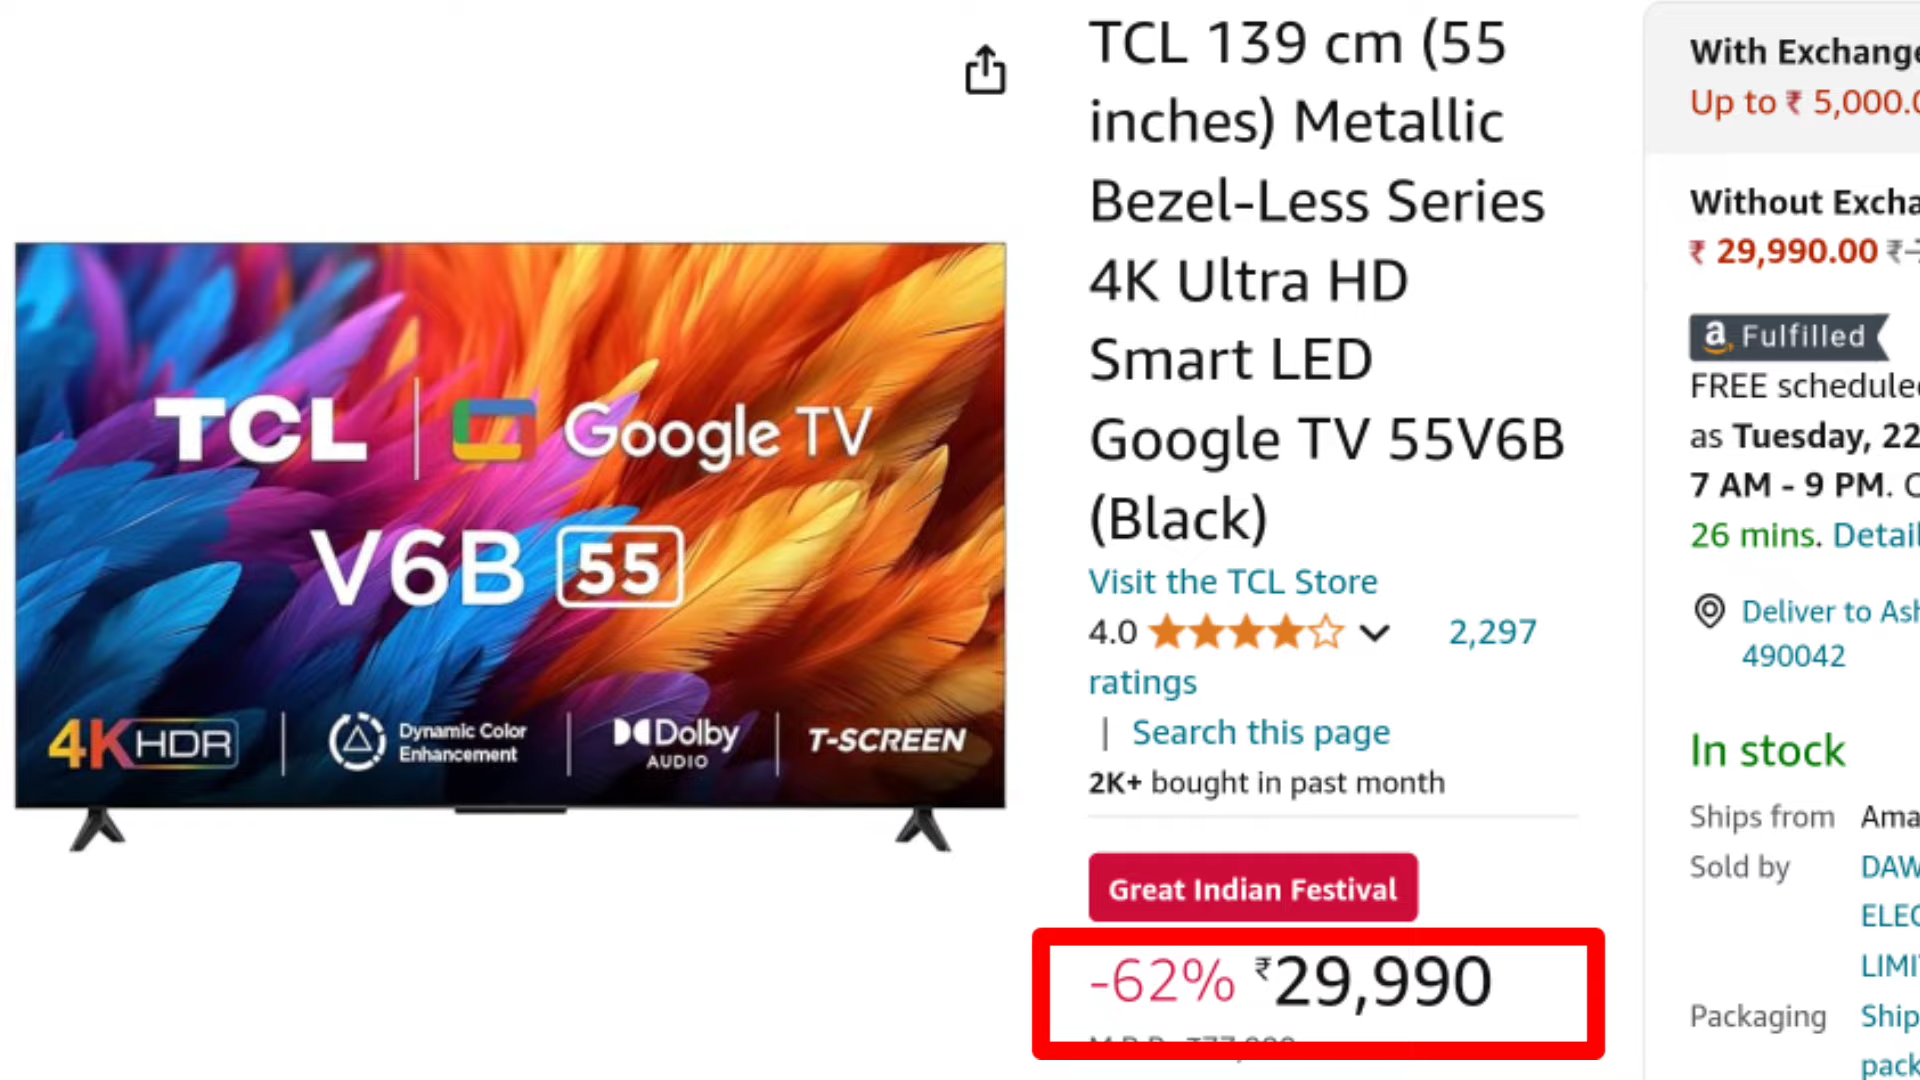 TCL 139 cm (55
inches) Metallic
Bezel-Less Series
4K Ultra HD
Smart LED
Google TV 55V6B
(Black)
Visit the TCL Store
4.0 2,297
ratings
| Search this page
2K+ bought in past month
Great Indian Festival
-62% ₹29,990
TCL | Google TV
V6B 55
4K HDR
Dynamic Color
Enhancement
Dolby
AUDIO
T-SCREEN
With Exchange
Up to ₹ 5,000.0
Without Excha
₹ 29,990.00 ₹
a Fulfilled
FREE scheduled
as Tuesday, 22
7 AM - 9 PM. O
26 mins. Detail
Deliver to Ash
490042
In stock
Ships from Ama
Sold by DAW
ELEC
LIMI
Packaging Ship
pack